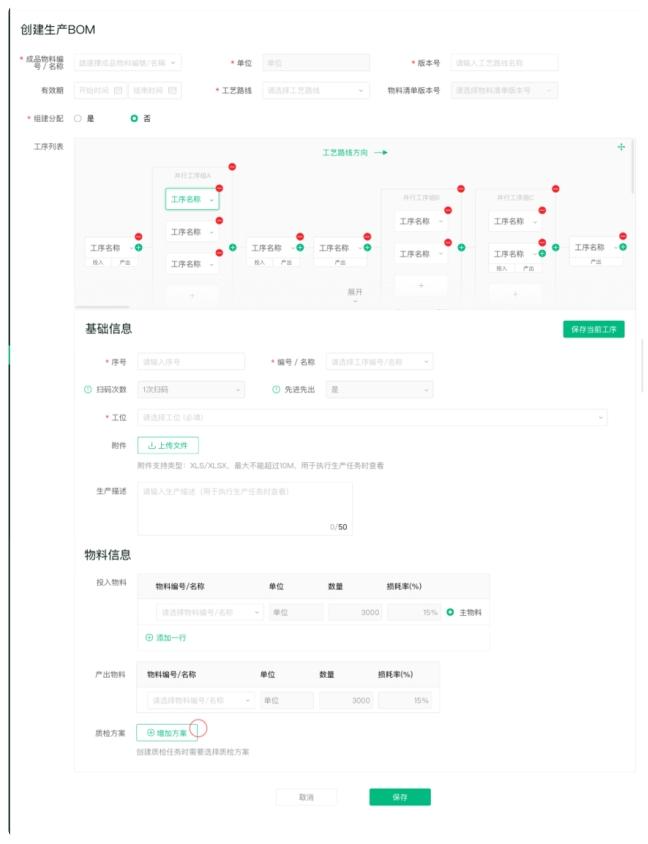 创建生产BOM
* 成品物料编号 / 名称 请选择成品物料编号/名称 * 单位 单位 * 版本号 请输入工艺路线名称
有效期 开始时间 结束时间 * 工艺路线 请选择工艺路线 物料清单版本号 请选择物料清单版本号
* 组建分配 是 否
工序列表 工艺路线方向
并行工序组A
工序名称
并行工序组B 并行工序组C
工序名称 工序名称 工序名称
工序名称 工序名称 工序名称 工序名称 工序名称 工序名称 工序名称
投入 产出 投入 产出 产出 投入 产出 产出
+ + +
展开
基础信息 保存当前工序
* 序号 请输入序号 * 编号 / 名称 请选择工序编号/名称
扫码次数 1次扫码 先进先出 是
* 工位 请选择工位 (必填)
附件 上传文件
附件支持类型：XLS/XLSX，最大不能超过10M，用于执行生产任务时查看
生产描述 请输入生产描述（用于执行生产任务时查看）
0/50
物料信息
投入物料 物料编号/名称 单位 数量 损耗率(%)
请选择物料编号/名称 单位 3000 15% 主物料
添加一行
产出物料 物料编号/名称 单位 数量 损耗率(%)
请选择物料编号/名称 单位 3000 15%
质检方案 增加方案
创建质检任务时需要选择质检方案
取消 保存